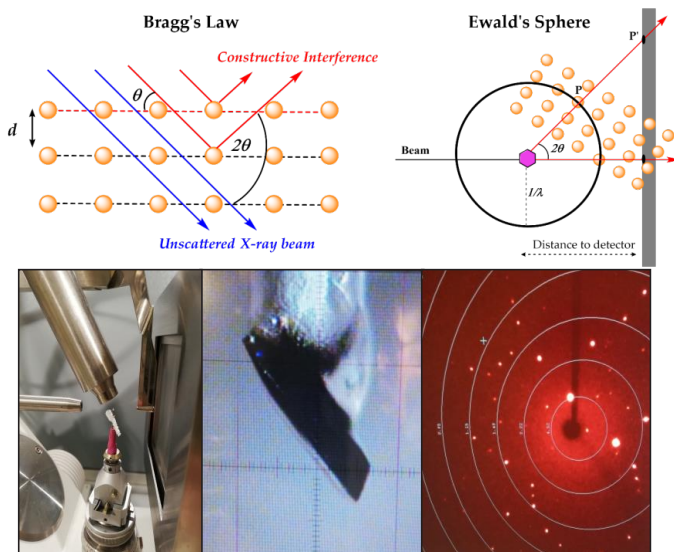 Bragg's Law
Constructive Interference
θ
d
2θ
Unscattered X-ray beam
Ewald's Sphere
P'
P
Beam
2θ
1/λ
Distance to detector